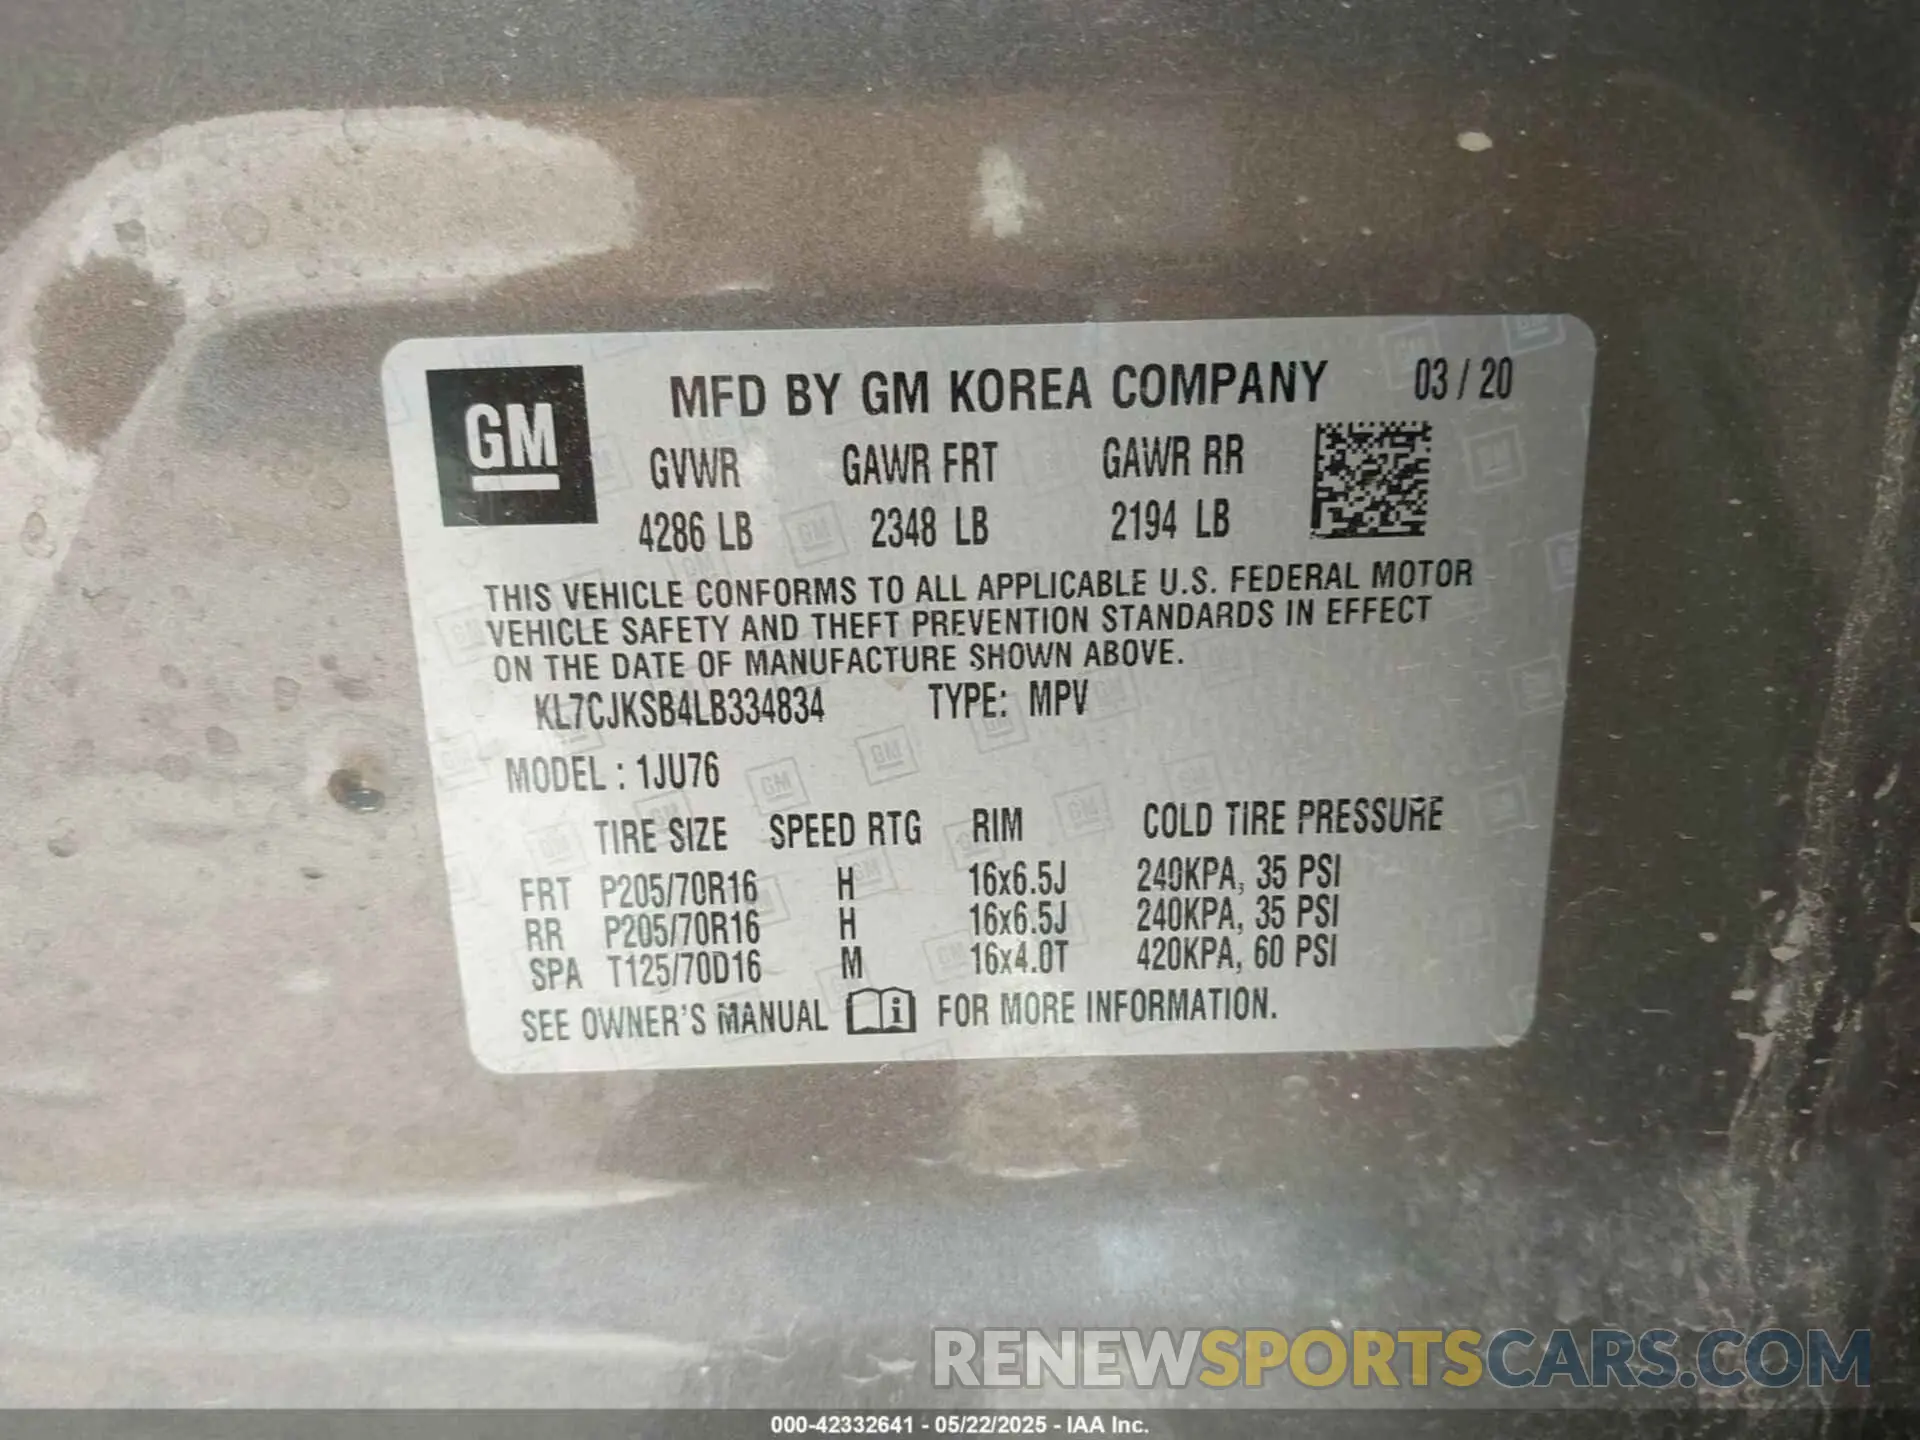 GM
MFD BY GM KOREA COMPANY 03 / 20
GVWR GAWR FRT GAWR RR
4286 LB 2348 LB 2194 LB
THIS VEHICLE CONFORMS TO ALL APPLICABLE U.S. FEDERAL MOTOR
VEHICLE SAFETY AND THEFT PREVENTION STANDARDS IN EFFECT
ON THE DATE OF MANUFACTURE SHOWN ABOVE.
KL7CJKSB4LB334834 TYPE: MPV
MODEL : 1JU76
TIRE SIZE SPEED RTG RIM COLD TIRE PRESSURE
FRT P205/70R16 H 16x6.5J 240KPA, 35 PSI
RR P205/70R16 H 16x6.5J 240KPA, 35 PSI
SPA T125/70D16 M 16x4.0T 420KPA, 60 PSI
SEE OWNER'S MANUAL i FOR MORE INFORMATION.
RENEWSPORTSCARS.COM
000-42332641 - 05/22/2025 - IAA Inc.